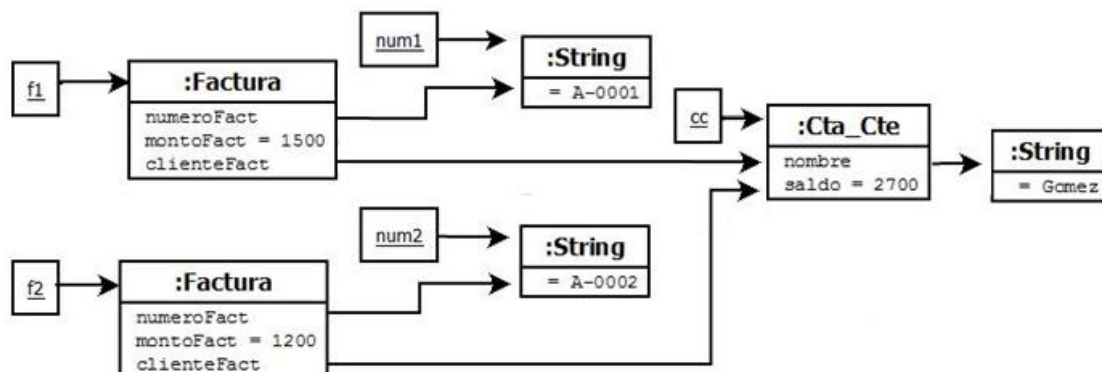 num1
:String
= A-0001
f1
:Factura
numeroFact
montoFact = 1500
clienteFact
cc
:Cta_Cte
nombre
saldo = 2700
:String
= Gomez
num2
:String
= A-0002
f2
:Factura
numeroFact
montoFact = 1200
clienteFact